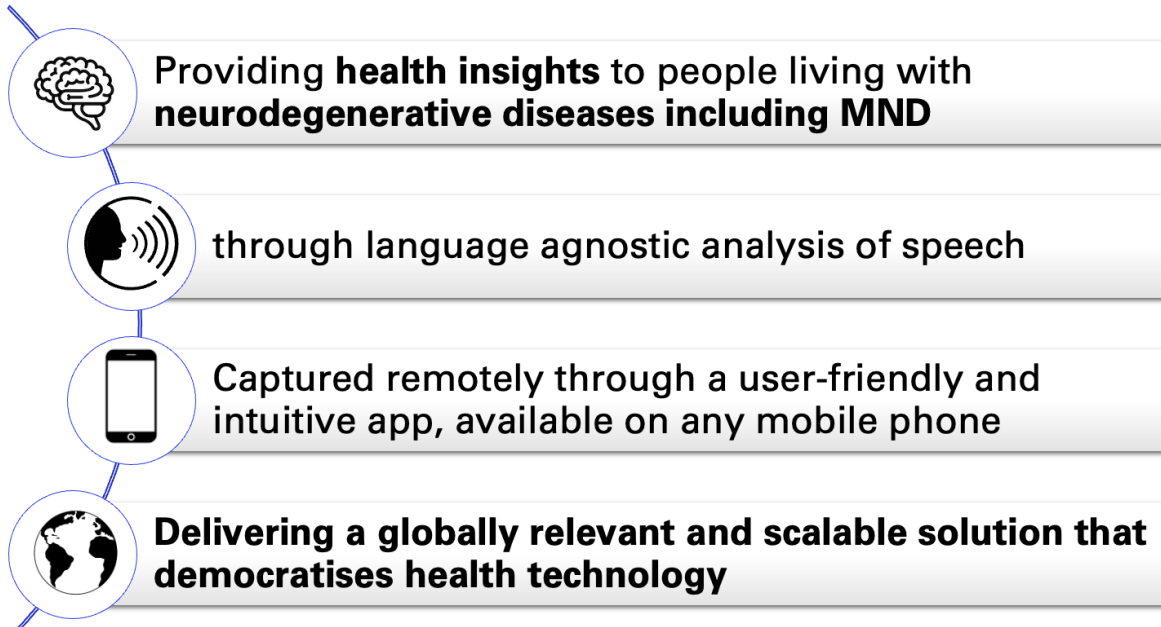 Providing health insights to people living with
neurodegenerative diseases including MND
through language agnostic analysis of speech
Captured remotely through a user-friendly and
intuitive app, available on any mobile phone
Delivering a globally relevant and scalable solution that
democratises health technology